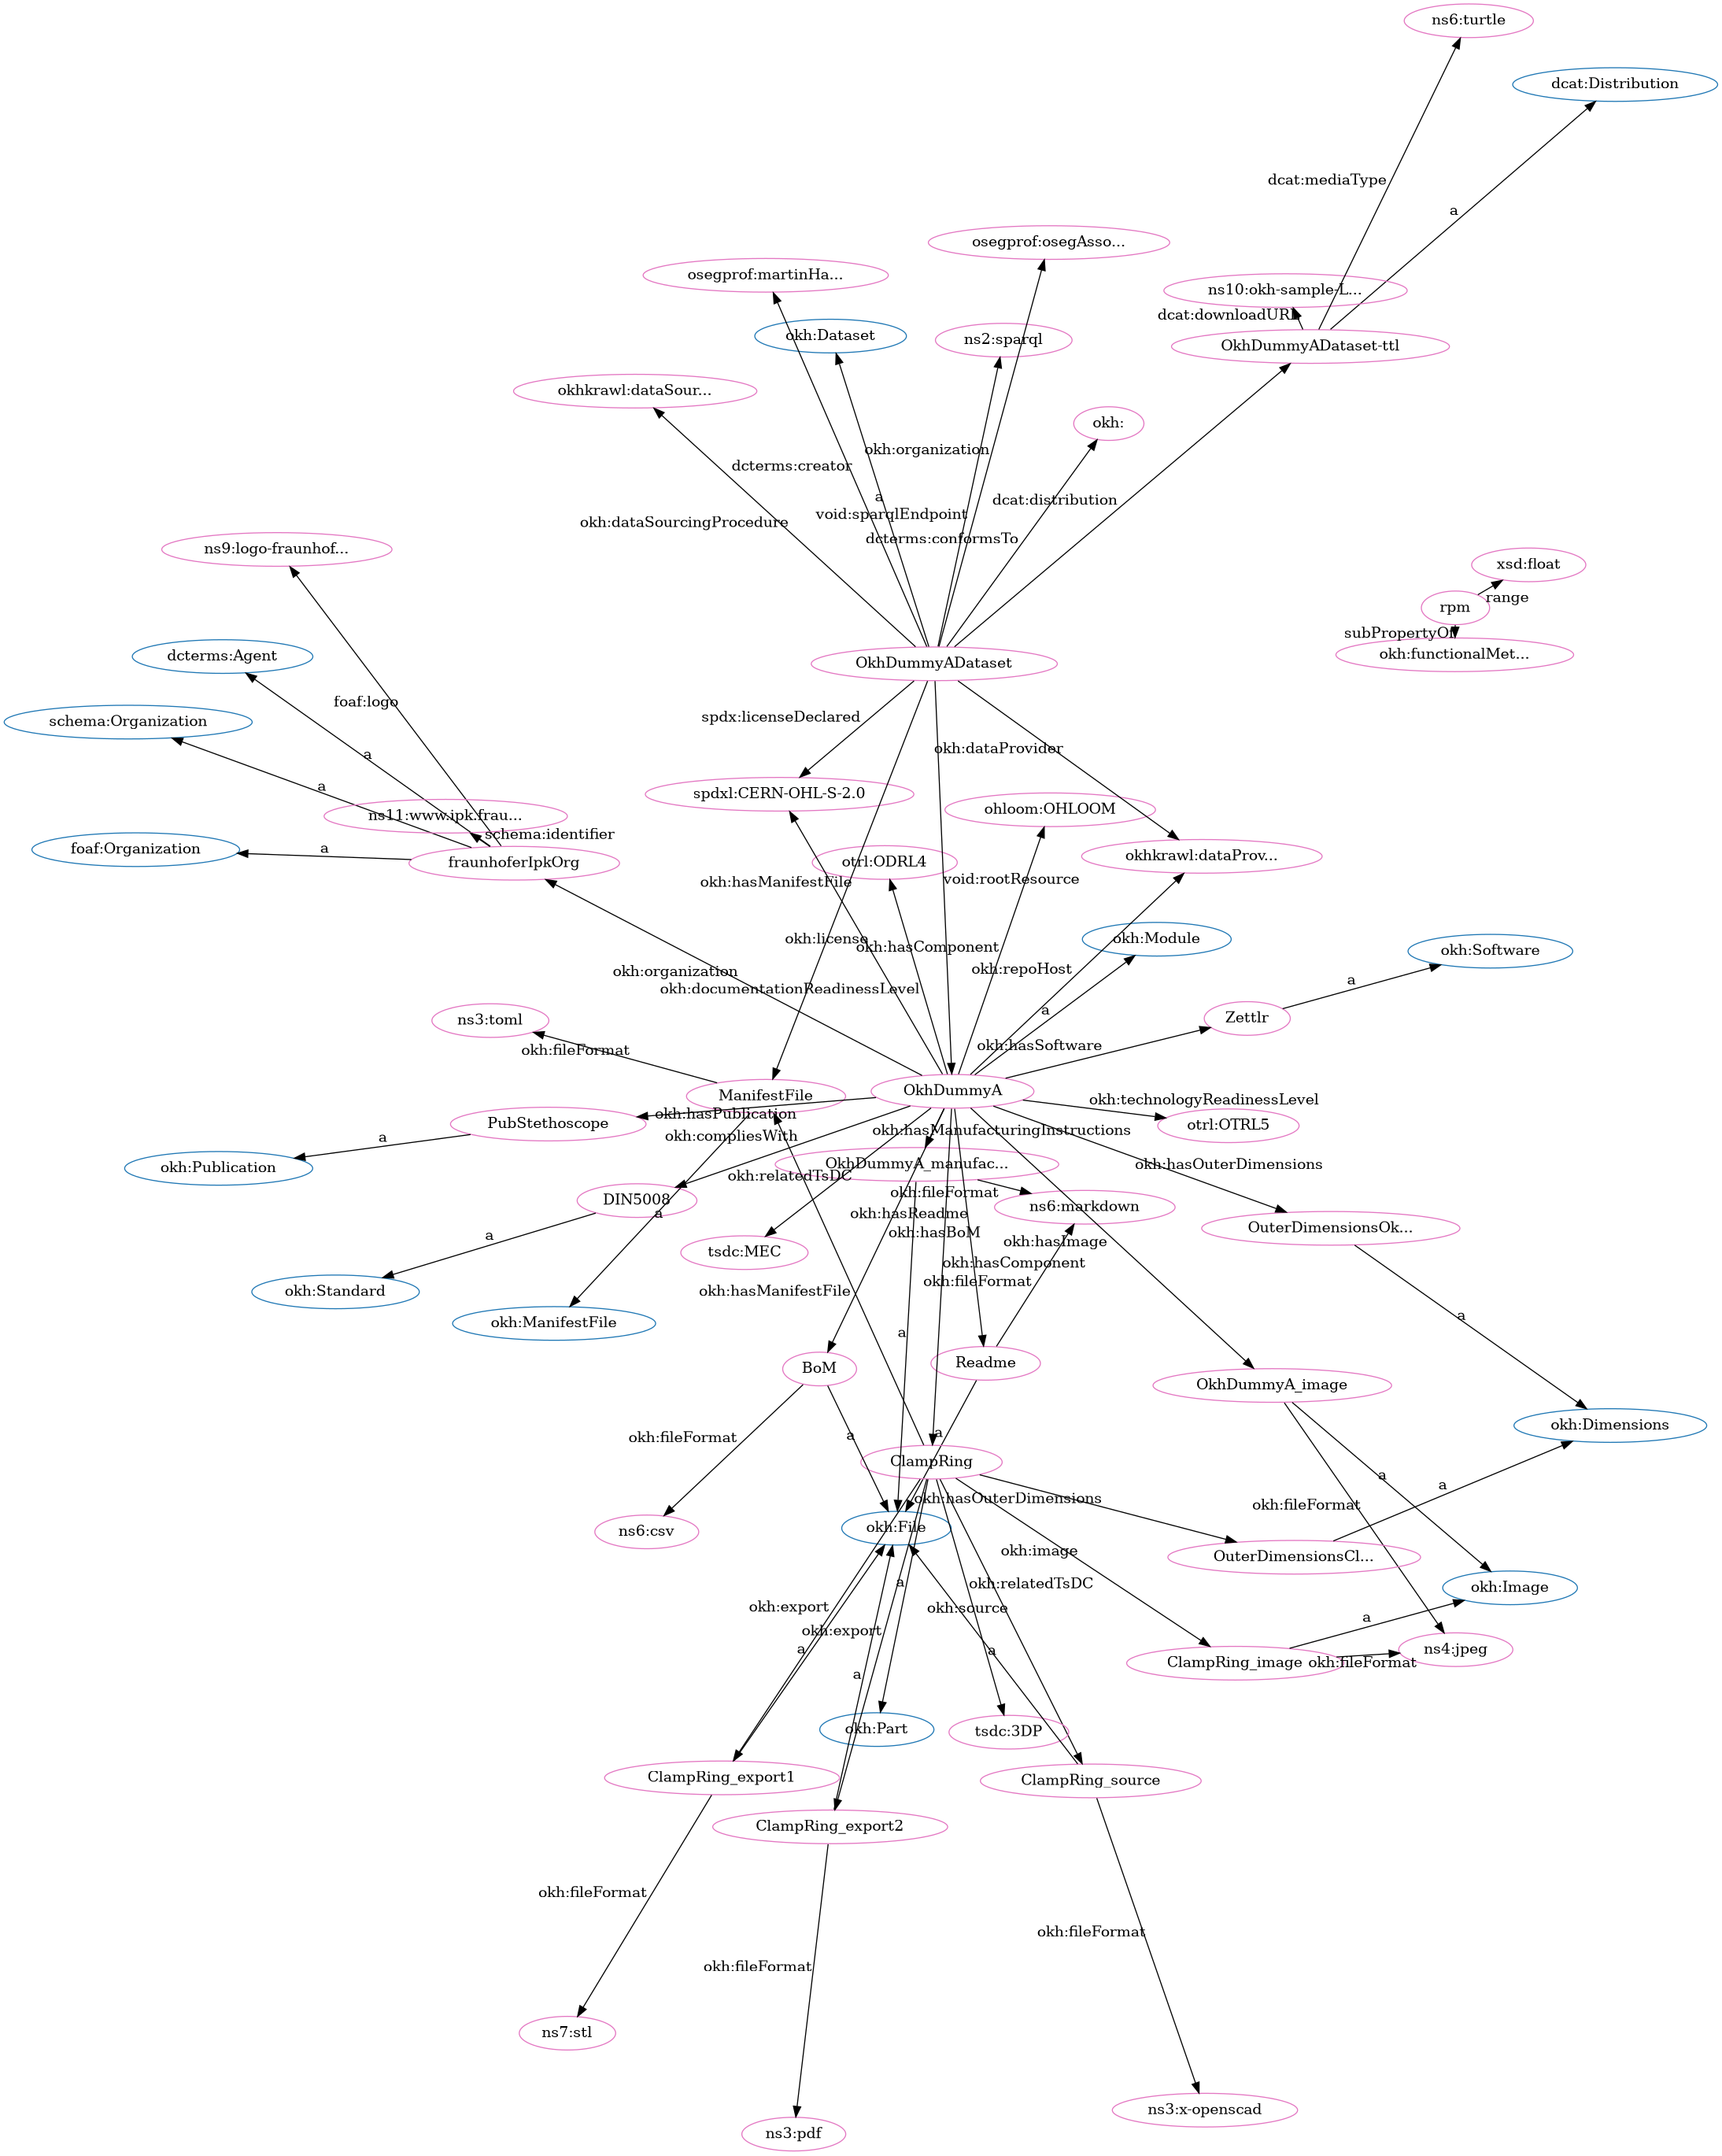 ns6:turtle
dcat:Distribution
dcat:mediaType
a
osegprof:osegAsso...
osegprof:martinHa...
ns10:okh-sample-L...
dcat:downloadURL
okh:Dataset
ns2:sparql
OkhDummyADataset-ttl
okhkrawl:dataSour...
okh:
okh:organization
dcterms:creator
a
dcat:distribution
void:sparqlEndpoint
okh:dataSourcingProcedure
dcterms:conformsTo
ns9:logo-fraunhof...
xsd:float
range
rpm
subPropertyOf
okh:functionalMet...
dcterms:Agent
OkhDummyADataset
foaf:logo
schema:Organization
spdx:licenseDeclared
a
okh:dataProvider
a
spdxl:CERN-OHL-S-2.0
ohloom:OHLOOM
ns11:www.ipk.frau...
schema:identifier
foaf:Organization
a
fraunhoferIpkOrg
otrl:ODRL4
okhkrawl:dataProv...
okh:hasManifestFile
void:rootResource
okh:license
okh:hasComponent
okh:Module
okh:Software
okh:organization
okh:repoHost
a
okh:documentationReadinessLevel
a
ns3:toml
Zettlr
okh:fileFormat
okh:hasSoftware
ManifestFile
OkhDummyA
okh:technologyReadinessLevel
okh:hasPublication
PubStethoscope
otrl:OTRL5
okh:compliesWith
okh:hasManufacturingInstructions
a
okh:Publication
okh:relatedTsDC
OkhDummyA_manufac...
okh:hasOuterDimensions
DIN5008
okh:fileFormat
a
okh:hasReadme
ns6:markdown
a
okh:hasBoM
OuterDimensionsOk...
tsdc:MEC
okh:hasImage
okh:hasComponent
okh:Standard
okh:hasManifestFile
okh:fileFormat
okh:ManifestFile
a
a
BoM
Readme
OkhDummyA_image
okh:Dimensions
okh:fileFormat
a
a
ClampRing
a
a
okh:hasOuterDimensions
okh:fileFormat
ns6:csv
okh:File
okh:image
OuterDimensionsCl...
a
okh:relatedTsDC
okh:Image
okh:export
okh:source
a
okh:export
a
a
ns4:jpeg
a
ClampRing_image
okh:fileFormat
okh:Part
tsdc:3DP
ClampRing_export1
ClampRing_source
ClampRing_export2
okh:fileFormat
okh:fileFormat
okh:fileFormat
ns7:stl
ns3:x-openscad
ns3:pdf